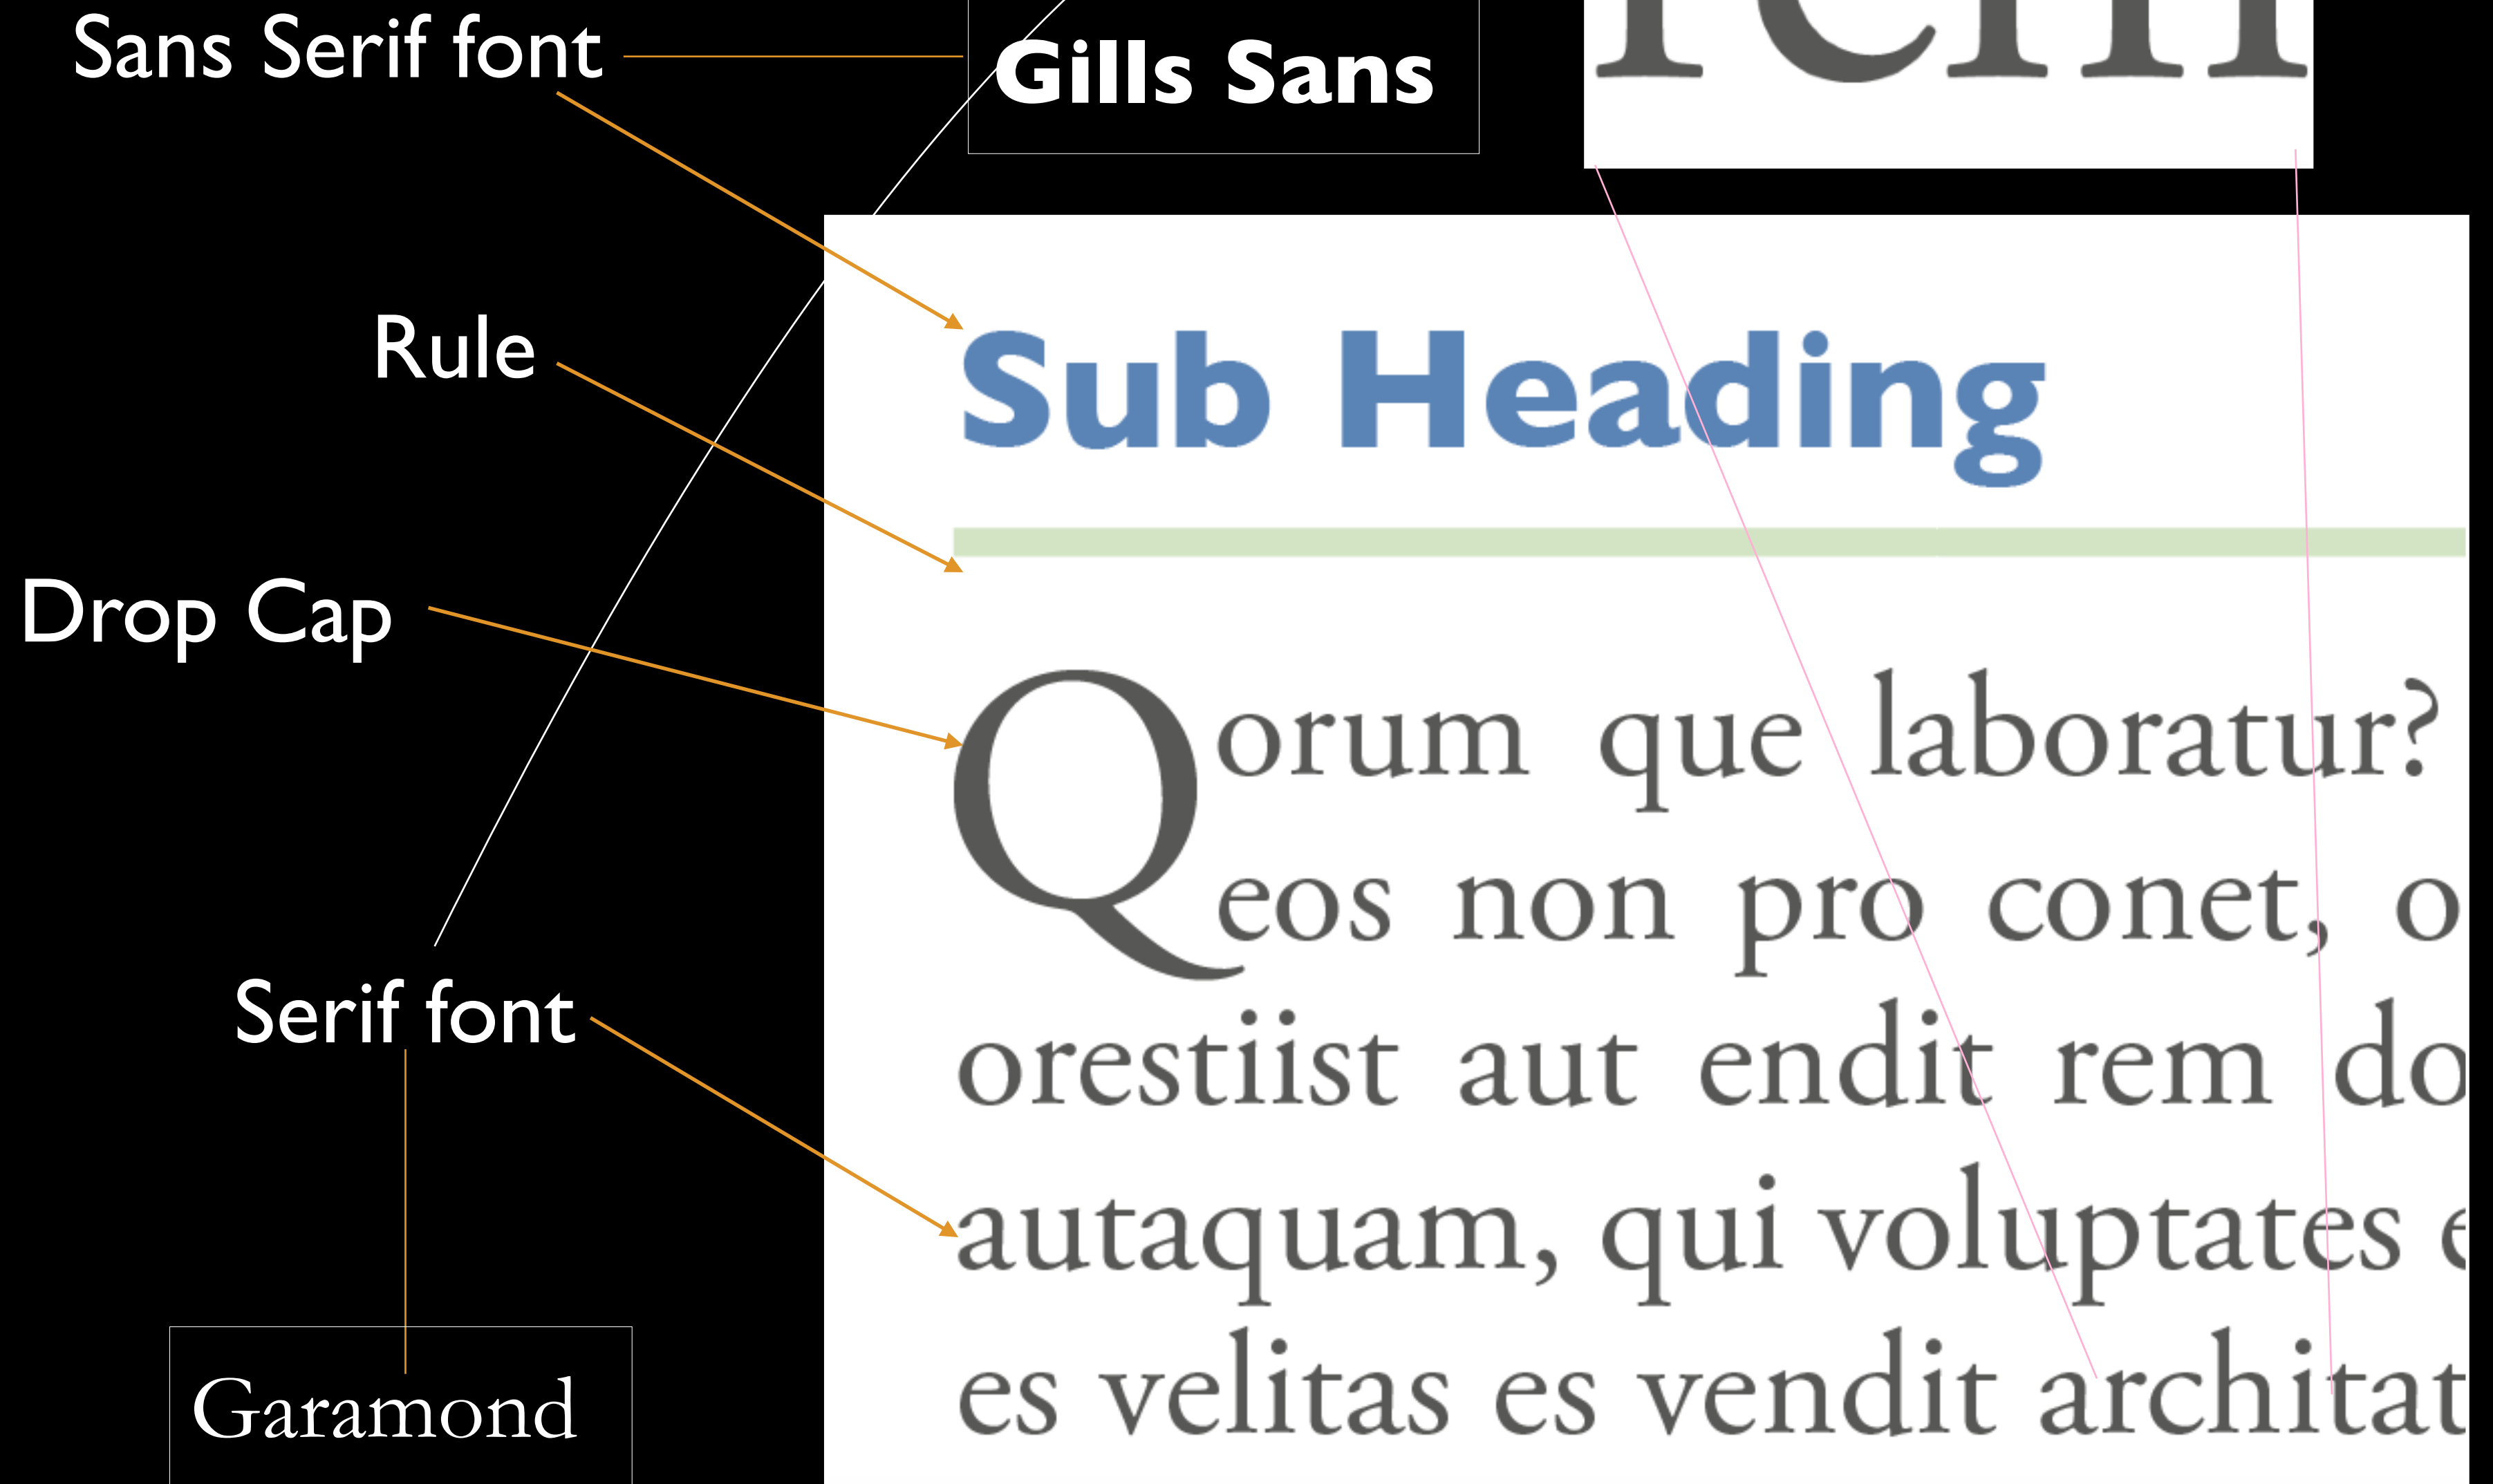 Sans Serif font
Gills Sans
Rule
Sub Heading
Drop Cap
Qorum que laboratur?
eos non pro conet, o
orestiist aut endit rem do
Serif font
autaquam, qui voluptates e
es velitas es vendit architat
Garamond